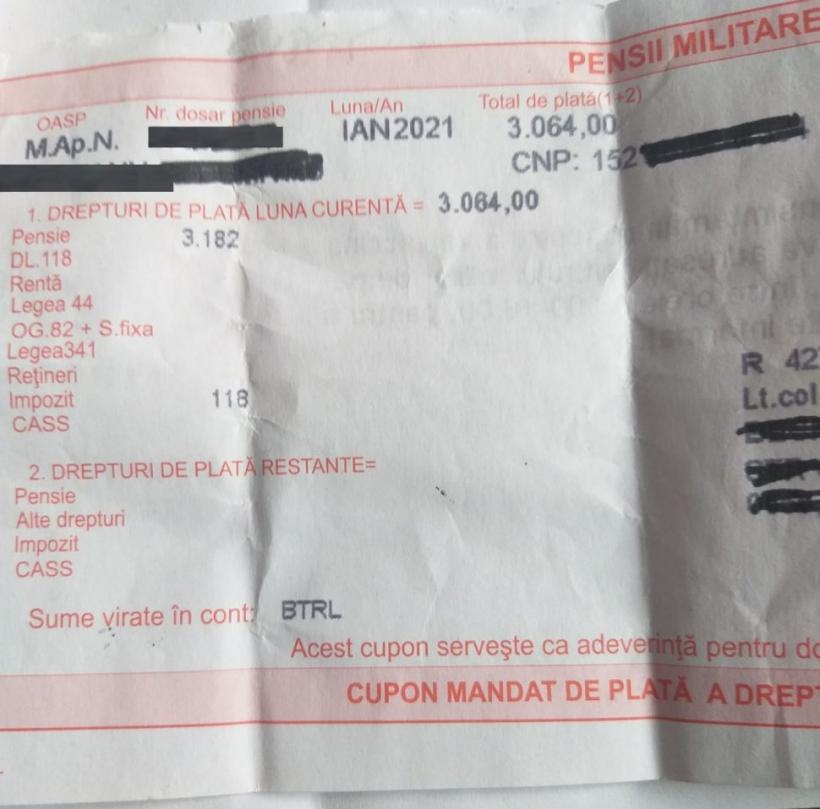 PENSII MILITARE
OASP Nr. dosar pensie Luna/An Total de plată(1+2)
M.Ap.N. IAN2021 3.064,00
CNP: 152
1. DREPTURI DE PLATĂ LUNA CURENTĂ = 3.064,00
Pensie 3.182
DL.118
Rentă
Legea 44
OG.82 + S.fixa
Legea341
Reţineri R 42
Impozit 118 Lt.col
CASS
2. DREPTURI DE PLATĂ RESTANTE=
Pensie
Alte drepturi
Impozit
CASS
Sume virate în cont: BTRL
Acest cupon serveşte ca adeverinţă pentru do
CUPON MANDAT DE PLATĂ A DREPT